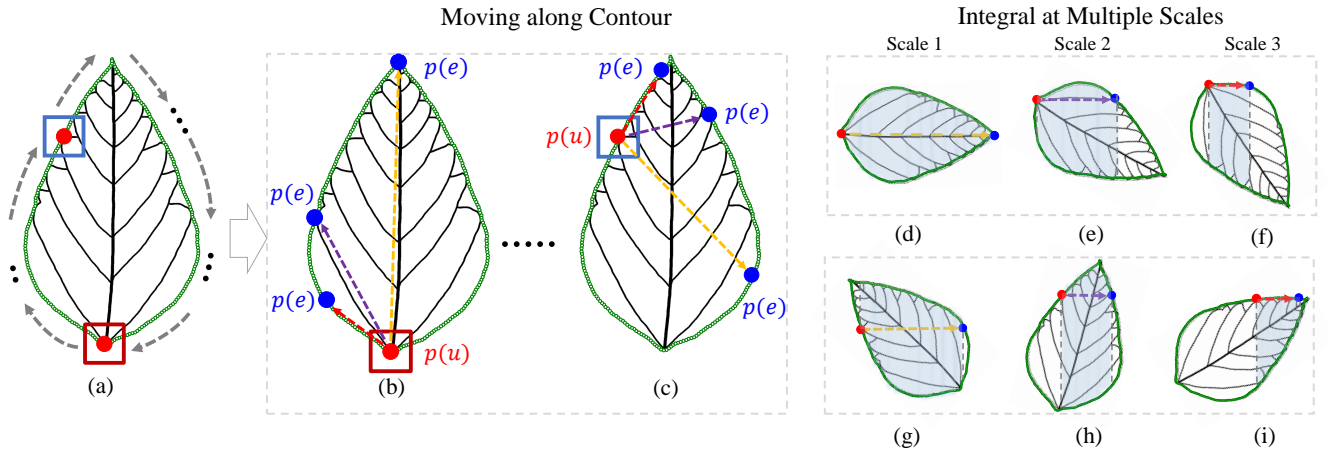 Moving along Contour
Integral at Multiple Scales
Scale 1
Scale 2
Scale 3
p(e)
p(e)
p(e)
p(u)
p(e)
p(e)
p(u)
p(e)
(a)
(b)
(c)
(d)
(e)
(f)
(g)
(h)
(i)